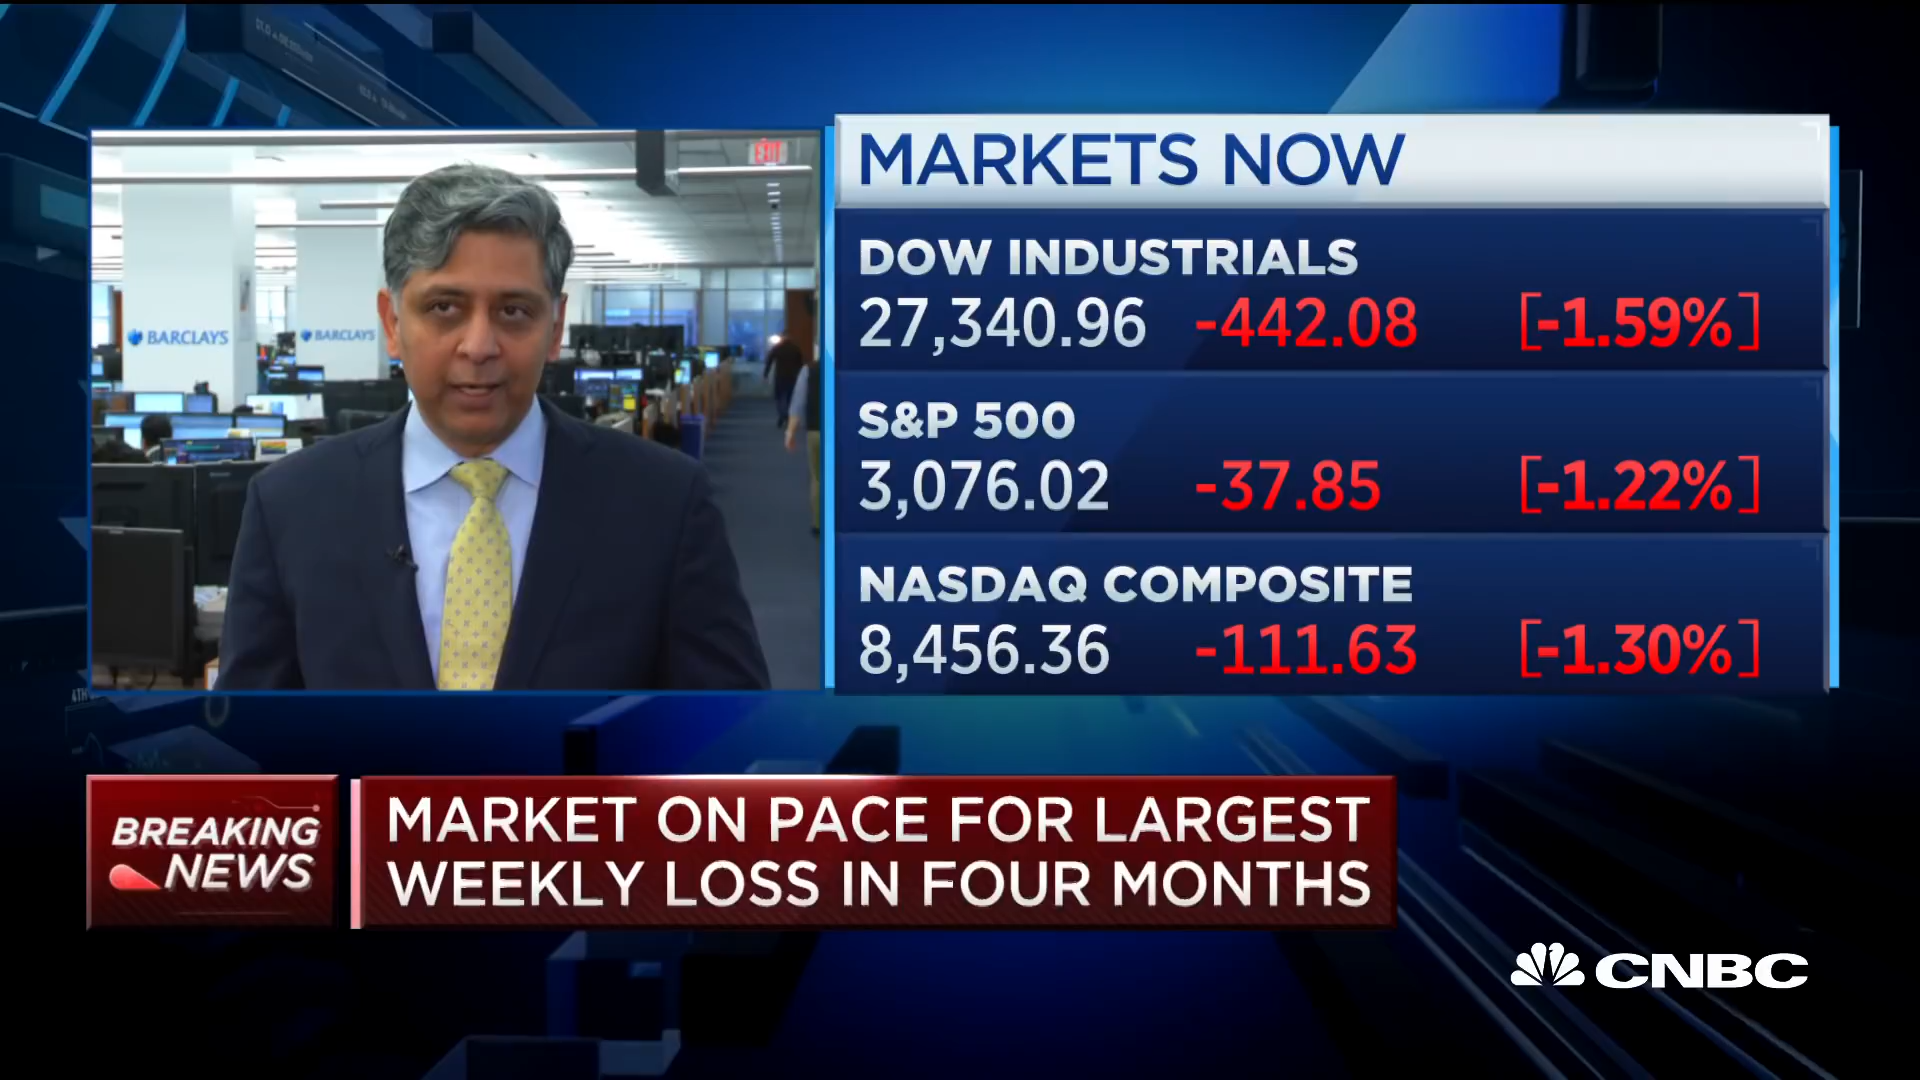 EXIT
BARCLAYS
BARCLAYS
MARKETS NOW
DOW INDUSTRIALS
27,340.96 -442.08 [-1.59%]
S&P 500
3,076.02 -37.85 [-1.22%]
NASDAQ COMPOSITE
8,456.36 -111.63 [-1.30%]
BREAKING
NEWS
MARKET ON PACE FOR LARGEST
WEEKLY LOSS IN FOUR MONTHS
CNBC